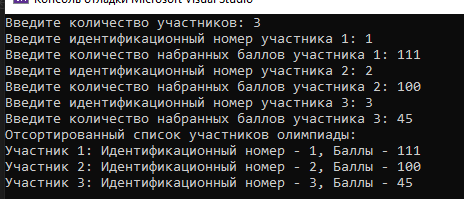 Консоль отладки Microsoft Visual Studio
Введите количество участников: 3
Введите идентификационный номер участника 1: 1
Введите количество набранных баллов участника 1: 111
Введите идентификационный номер участника 2: 2
Введите количество набранных баллов участника 2: 100
Введите идентификационный номер участника 3: 3
Введите количество набранных баллов участника 3: 45
Отсортированный список участников олимпиады:
Участник 1: Идентификационный номер - 1, Баллы - 111
Участник 2: Идентификационный номер - 2, Баллы - 100
Участник 3: Идентификационный номер - 3, Баллы - 45